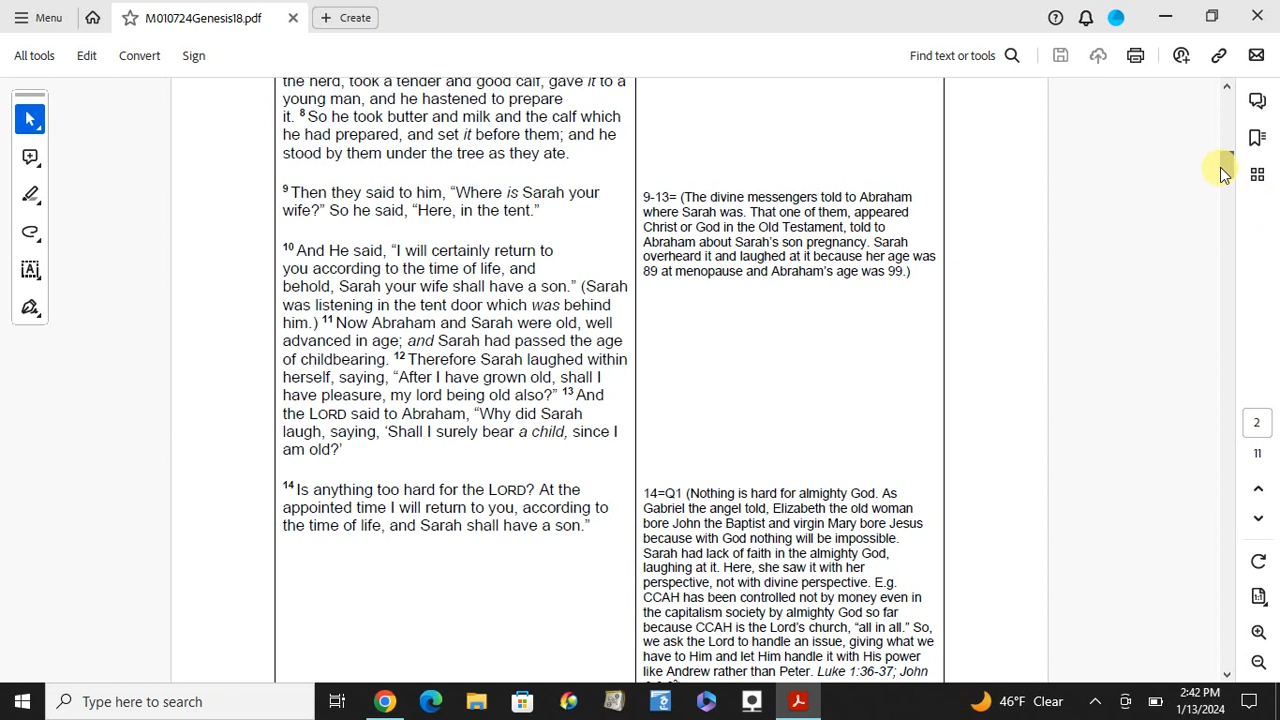 Menu
M010724Genesis18.pdf
Create
All tools
Edit
Convert
Sign
Find text or tools
the herd, took a tender and good calf, gave it to a
young man, and he hastened to prepare
it. 8 So he took butter and milk and the calf which
he had prepared, and set it before them; and he
stood by them under the tree as they ate.
9 Then they said to him, “Where is Sarah your
wife?” So he said, “Here, in the tent.”
10 And He said, “I will certainly return to
you according to the time of life, and
behold, Sarah your wife shall have a son.” (Sarah
was listening in the tent door which was behind
him.) 11 Now Abraham and Sarah were old, well
advanced in age; and Sarah had passed the age
of childbearing. 12 Therefore Sarah laughed within
herself, saying, “After I have grown old, shall I
have pleasure, my lord being old also?” 13 And
the LORD said to Abraham, “Why did Sarah
laugh, saying, ‘Shall I surely bear a child, since I
am old?’
14 Is anything too hard for the LORD? At the
appointed time I will return to you, according to
the time of life, and Sarah shall have a son.”
9-13= (The divine messengers told to Abraham
where Sarah was. That one of them, appeared
Christ or God in the Old Testament, told to
Abraham about Sarah’s son pregnancy. Sarah
overheard it and laughed at it because her age was
89 at menopause and Abraham’s age was 99.)
14=Q1 (Nothing is hard for almighty God. As
Gabriel the angel told, Elizabeth the old woman
bore John the Baptist and virgin Mary bore Jesus
because with God nothing will be impossible.
Sarah had lack of faith in the almighty God,
laughing at it. Here, she saw it with her
perspective, not with divine perspective. E.g.
CCAH has been controlled not by money even in
the capitalism society by almighty God so far
because CCAH is the Lord’s church, “all in all.” So,
we ask the Lord to handle an issue, giving what we
have to Him and let Him handle it with His power
like Andrew rather than Peter. Luke 1:36-37; John
2
11
Type here to search
46°F Clear
2:42 PM
1/13/2024